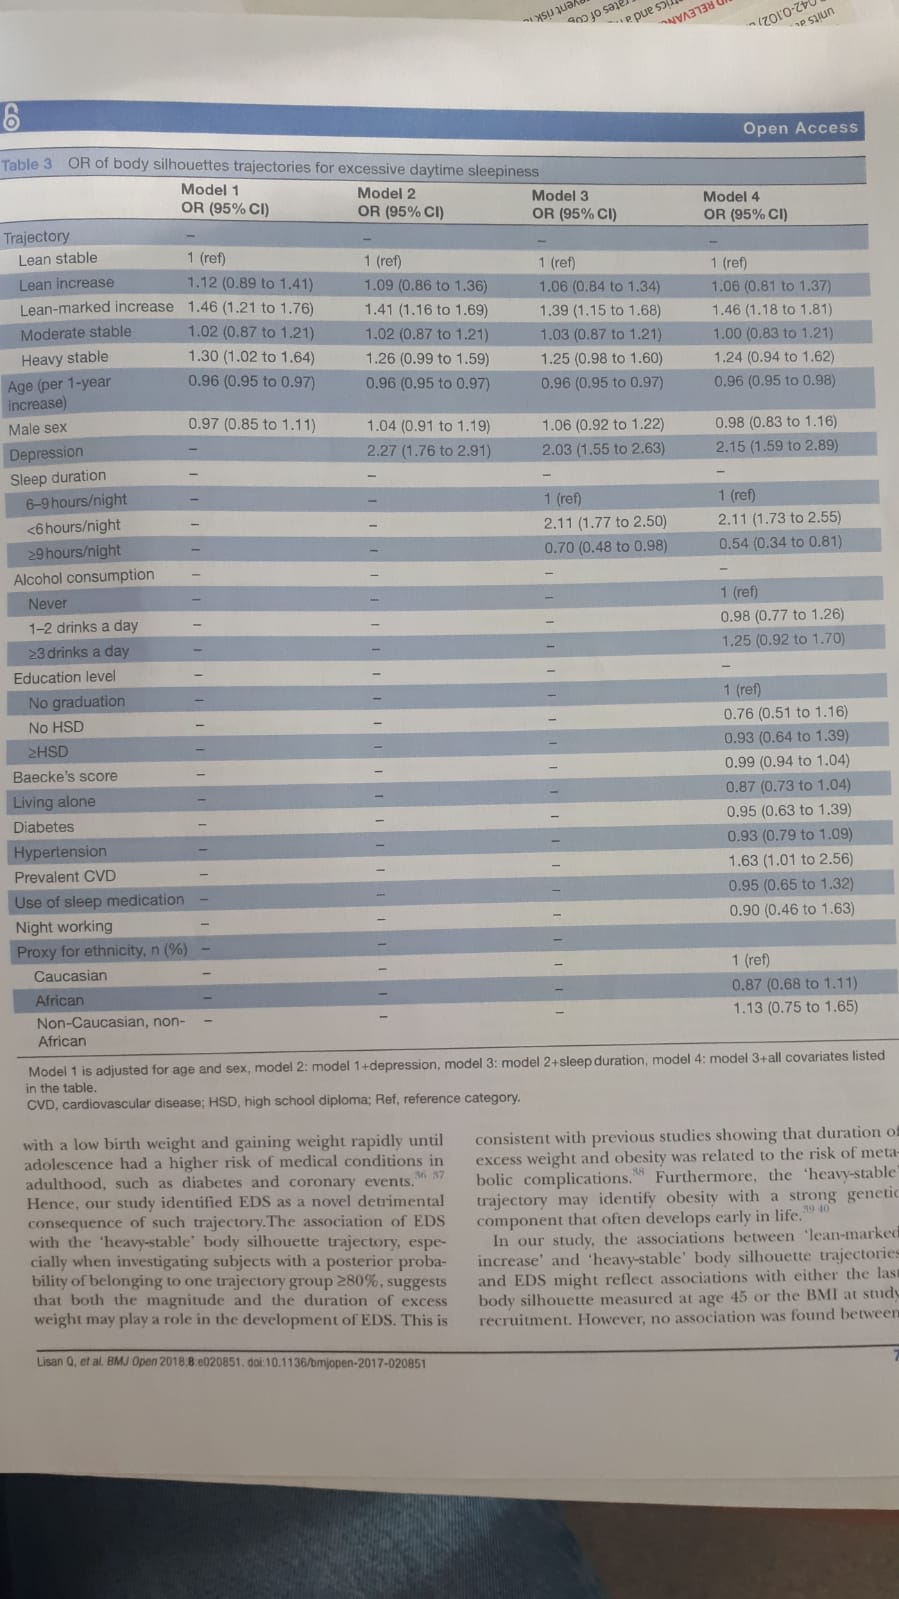 Open Access
Table 3 OR of body silhouettes trajectories for excessive daytime sleepiness
Model 1 Model 2 Model 3 Model 4
OR (95% CI) OR (95% CI) OR (95% CI) OR (95% CI)
Trajectory – – – –
Lean stable 1 (ref) 1 (ref) 1 (ref) 1 (ref)
Lean increase 1.12 (0.89 to 1.41) 1.09 (0.86 to 1.36) 1.06 (0.84 to 1.34) 1.06 (0.81 to 1.37)
Lean-marked increase 1.46 (1.21 to 1.76) 1.41 (1.16 to 1.69) 1.39 (1.15 to 1.68) 1.46 (1.18 to 1.81)
Moderate stable 1.02 (0.87 to 1.21) 1.02 (0.87 to 1.21) 1.03 (0.87 to 1.21) 1.00 (0.83 to 1.21)
Heavy stable 1.30 (1.02 to 1.64) 1.26 (0.99 to 1.59) 1.25 (0.98 to 1.60) 1.24 (0.94 to 1.62)
Age (per 1-year 0.96 (0.95 to 0.97) 0.96 (0.95 to 0.97) 0.96 (0.95 to 0.97) 0.96 (0.95 to 0.98)
increase)
Male sex 0.97 (0.85 to 1.11) 1.04 (0.91 to 1.19) 1.06 (0.92 to 1.22) 0.98 (0.83 to 1.16)
Depression – 2.27 (1.76 to 2.91) 2.03 (1.55 to 2.63) 2.15 (1.59 to 2.89)
Sleep duration – – – –
6–9 hours/night – – 1 (ref) 1 (ref)
<6 hours/night – – 2.11 (1.77 to 2.50) 2.11 (1.73 to 2.55)
≥9 hours/night – – 0.70 (0.48 to 0.98) 0.54 (0.34 to 0.81)
Alcohol consumption – – – –
Never – – – 1 (ref)
1–2 drinks a day – – – 0.98 (0.77 to 1.26)
≥3 drinks a day – – – 1.25 (0.92 to 1.70)
Education level – – – –
No graduation – – – 1 (ref)
No HSD – – – 0.76 (0.51 to 1.16)
≥HSD – – – 0.93 (0.64 to 1.39)
Baecke's score – – – 0.99 (0.94 to 1.04)
Living alone – – – 0.87 (0.73 to 1.04)
Diabetes – – – 0.95 (0.63 to 1.39)
Hypertension – – – 0.93 (0.79 to 1.09)
Prevalent CVD – – – 1.63 (1.01 to 2.56)
Use of sleep medication – – – 0.95 (0.65 to 1.32)
Night working – – – 0.90 (0.46 to 1.63)
Proxy for ethnicity, n (%) – – –
Caucasian – – – 1 (ref)
African – – – 0.87 (0.68 to 1.11)
Non-Caucasian, non- – – – 1.13 (0.75 to 1.65)
African
Model 1 is adjusted for age and sex, model 2: model 1+depression, model 3: model 2+sleep duration, model 4: model 3+all covariates listed
in the table.
CVD, cardiovascular disease; HSD, high school diploma; Ref, reference category.
with a low birth weight and gaining weight rapidly until
adolescence had a higher risk of medical conditions in
adulthood, such as diabetes and coronary events.36 37
Hence, our study identified EDS as a novel detrimental
consequence of such trajectory.The association of EDS
with the 'heavy-stable' body silhouette trajectory, espe-
cially when investigating subjects with a posterior proba-
bility of belonging to one trajectory group ≥80%, suggests
that both the magnitude and the duration of excess
weight may play a role in the development of EDS. This is
consistent with previous studies showing that duration of
excess weight and obesity was related to the risk of meta-
bolic complications.38 Furthermore, the 'heavy-stable'
trajectory may identify obesity with a strong genetic
component that often develops early in life.39 40
In our study, the associations between 'lean-marked
increase' and 'heavy-stable' body silhouette trajectories
and EDS might reflect associations with either the last
body silhouette measured at age 45 or the BMI at study
recruitment. However, no association was found between
Lisan Q, et al. BMJ Open 2018;8:e020851. doi:10.1136/bmjopen-2017-020851
7